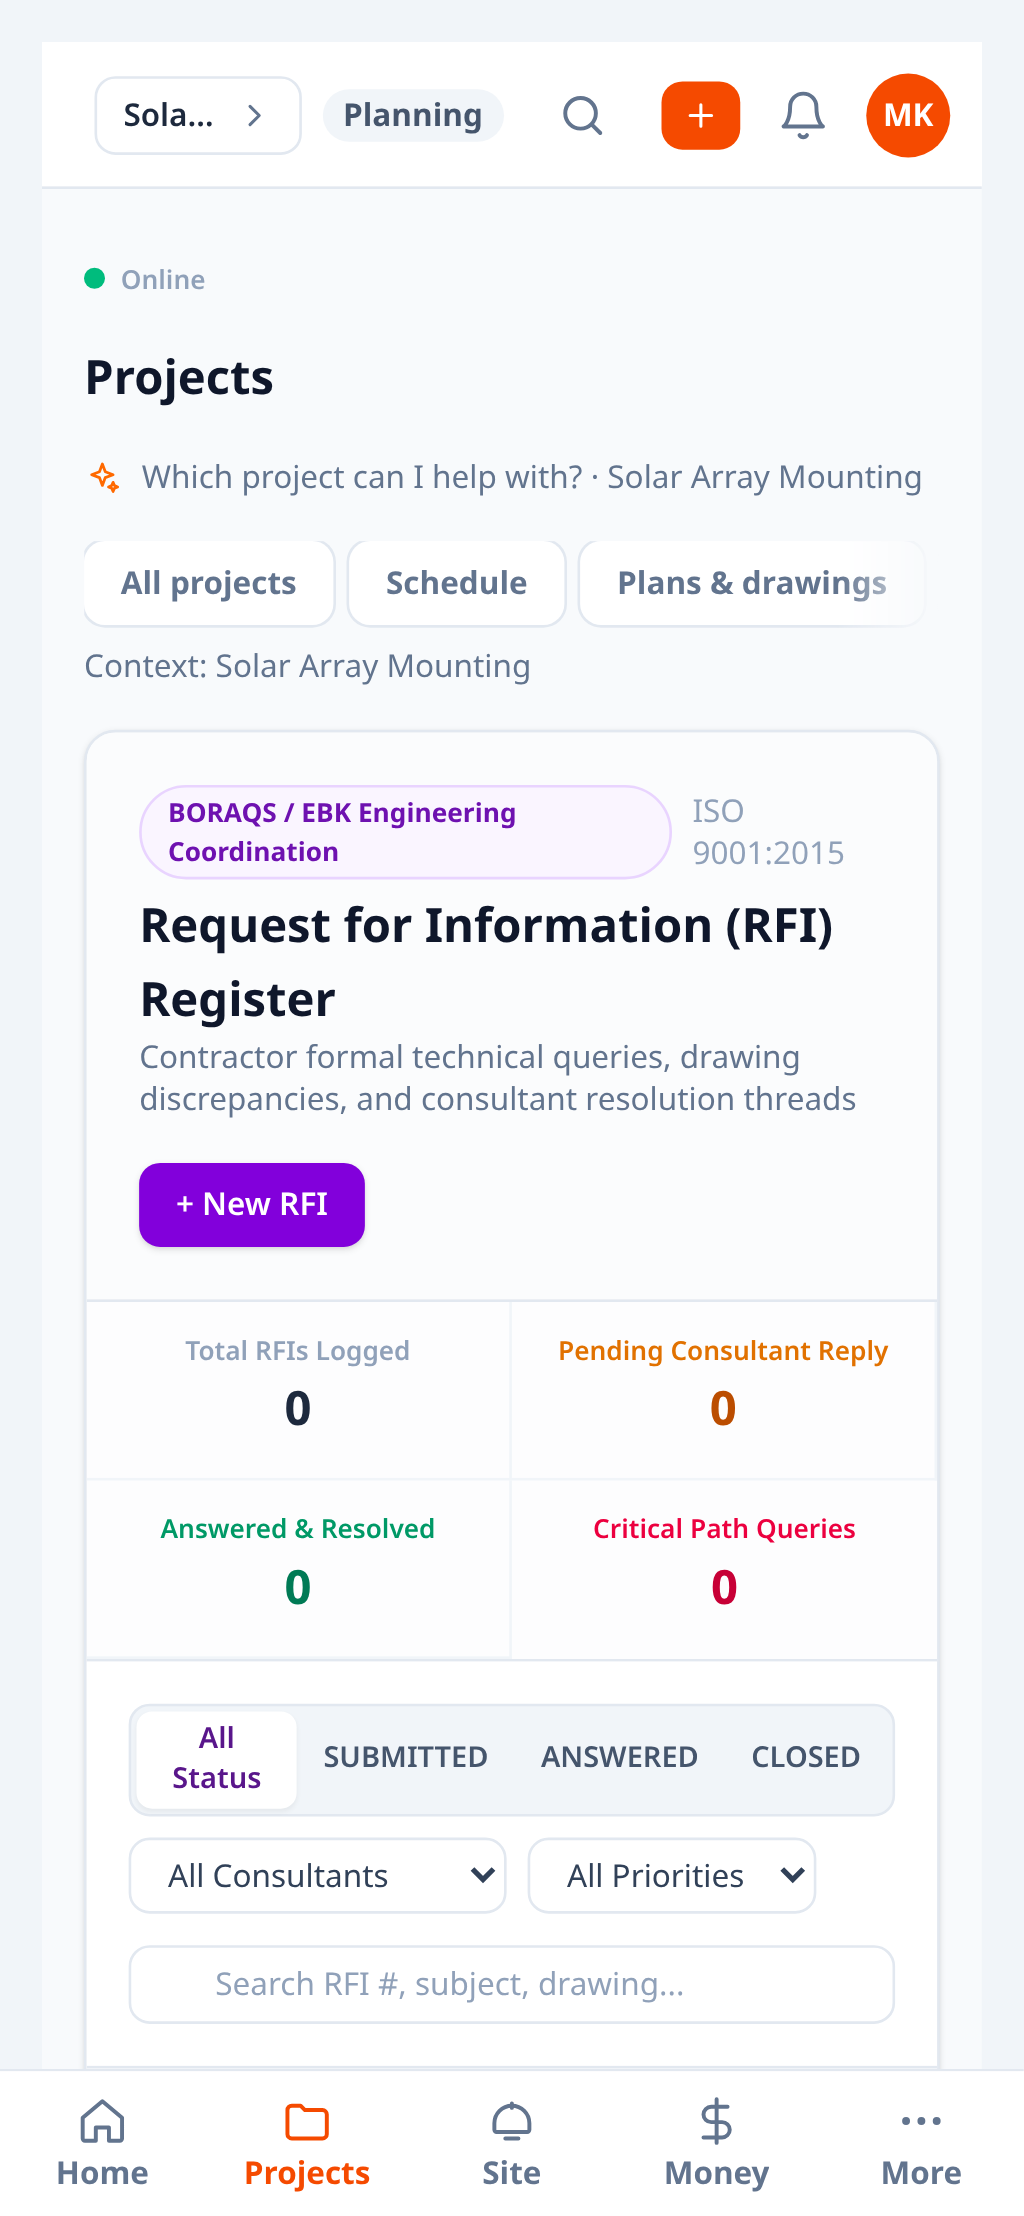 Sola...
Planning
MK
Online
Projects
Which project can I help with? · Solar Array Mounting
All projects
Schedule
Plans & drawings
Context: Solar Array Mounting
BORAQS / EBK Engineering
Coordination
ISO
9001:2015
Request for Information (RFI)
Register
Contractor formal technical queries, drawing
discrepancies, and consultant resolution threads
+ New RFI
Total RFIs Logged
0
Pending Consultant Reply
0
Answered & Resolved
0
Critical Path Queries
0
All
Status
SUBMITTED
ANSWERED
CLOSED
All Consultants
All Priorities
Search RFI #, subject, drawing...
Home
Projects
Site
Money
More